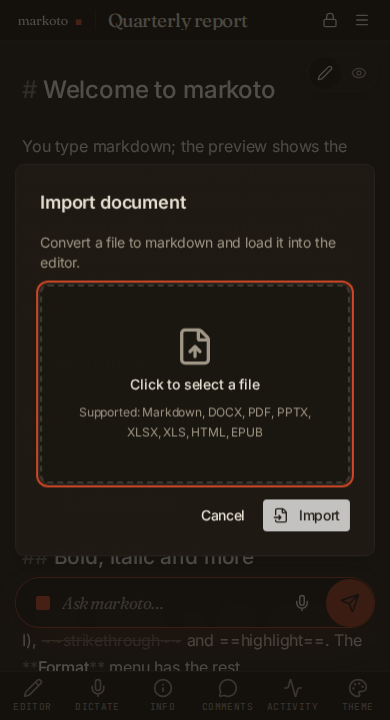 markoto
Quarterly report
# Welcome to markoto
You type markdown; the preview shows the
Import document
Convert a file to markdown and load it into the
editor.
Click to select a file
Supported: Markdown, DOCX, PDF, PPTX,
XLSX, XLS, HTML, EPUB
Cancel
Import
## Bold, italic and more
Ask markoto...
I), ~~strikethrough~~ and ==highlight==. The
**Format** menu has the rest.
EDITOR
DICTATE
INFO
COMMENTS
ACTIVITY
THEME